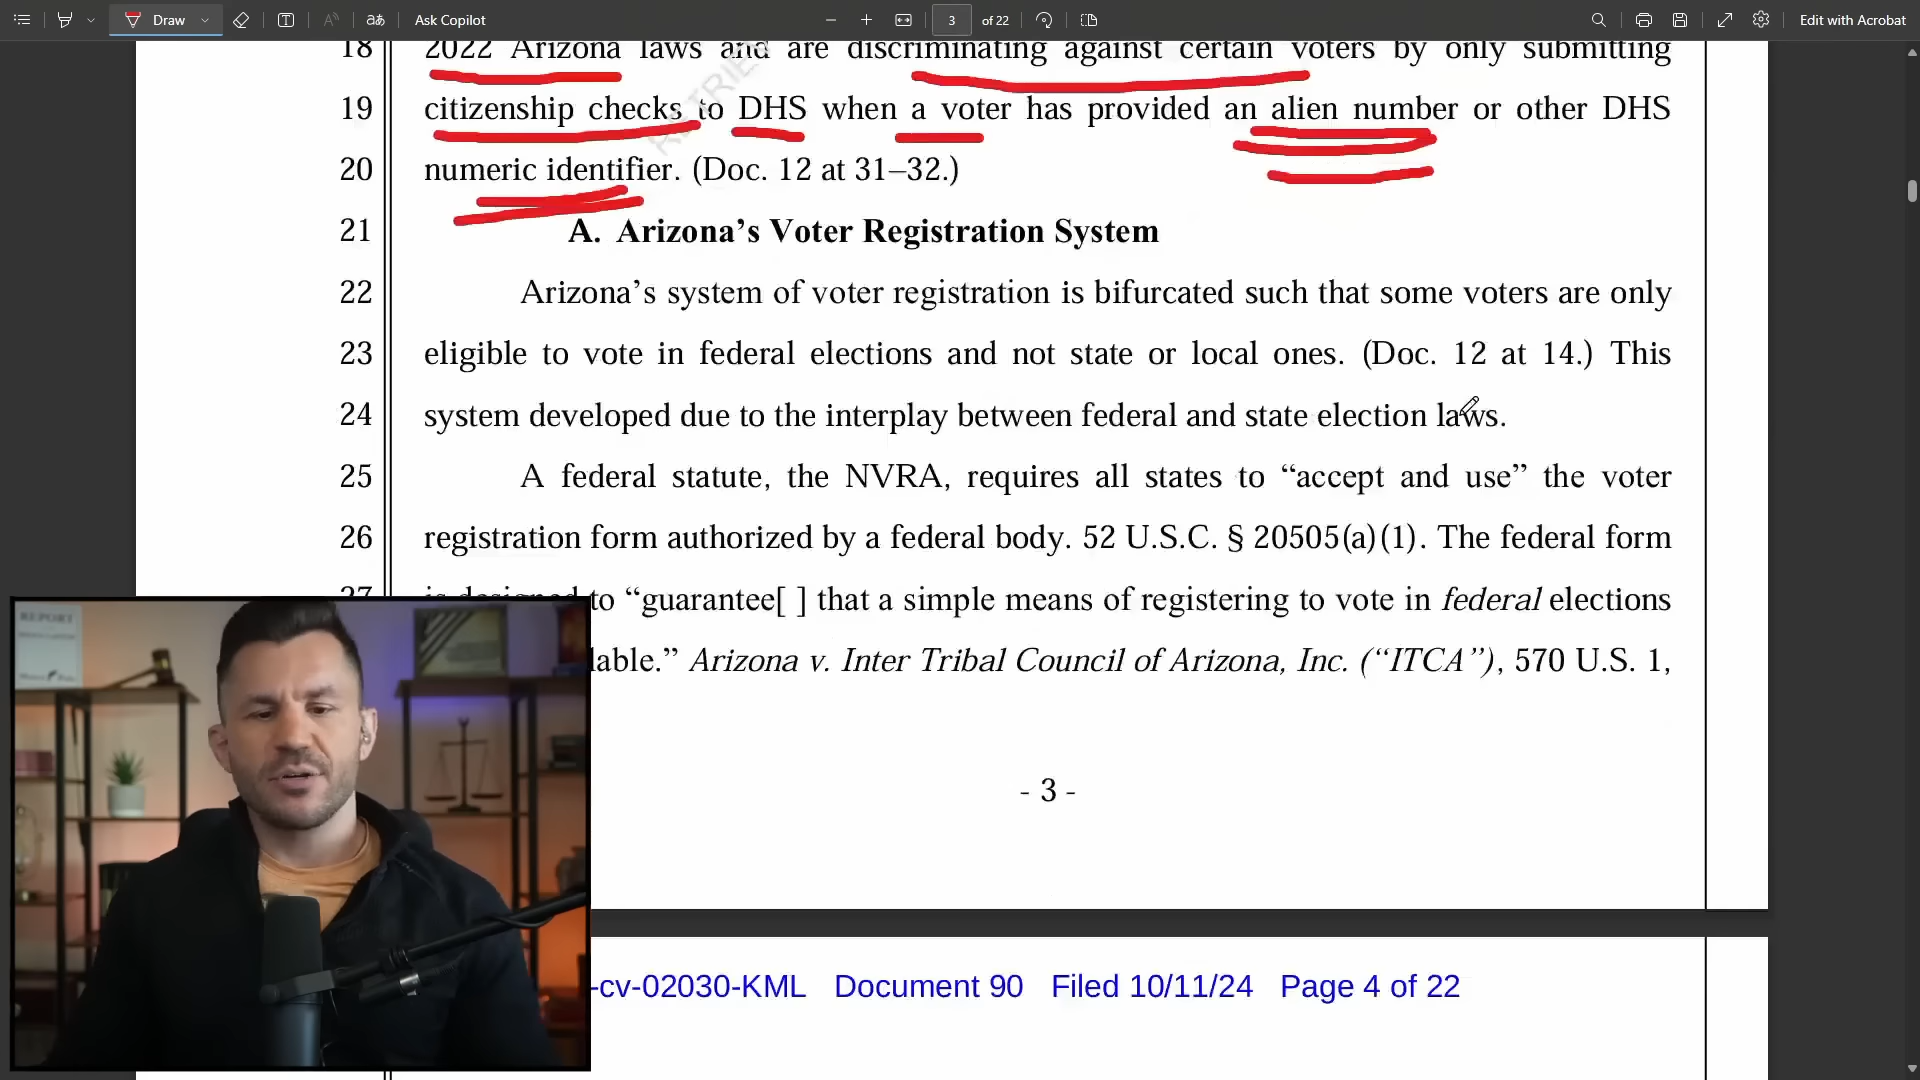 Draw
aあ
Ask Copilot
3
of 22
Edit with Acrobat
18 2022 Arizona laws and are discriminating against certain voters by only submitting
19 citizenship checks to DHS when a voter has provided an alien number or other DHS
20 numeric identifier. (Doc. 12 at 31–32.)
21 A. Arizona’s Voter Registration System
22 Arizona’s system of voter registration is bifurcated such that some voters are only
23 eligible to vote in federal elections and not state or local ones. (Doc. 12 at 14.) This
24 system developed due to the interplay between federal and state election laws.
25 A federal statute, the NVRA, requires all states to “accept and use” the voter
26 registration form authorized by a federal body. 52 U.S.C. § 20505(a)(1). The federal form
27 is designed to “guarantee[ ] that a simple means of registering to vote in federal elections
lable.” Arizona v. Inter Tribal Council of Arizona, Inc. (“ITCA”), 570 U.S. 1,
- 3 -
-cv-02030-KML Document 90 Filed 10/11/24 Page 4 of 22
REPORT